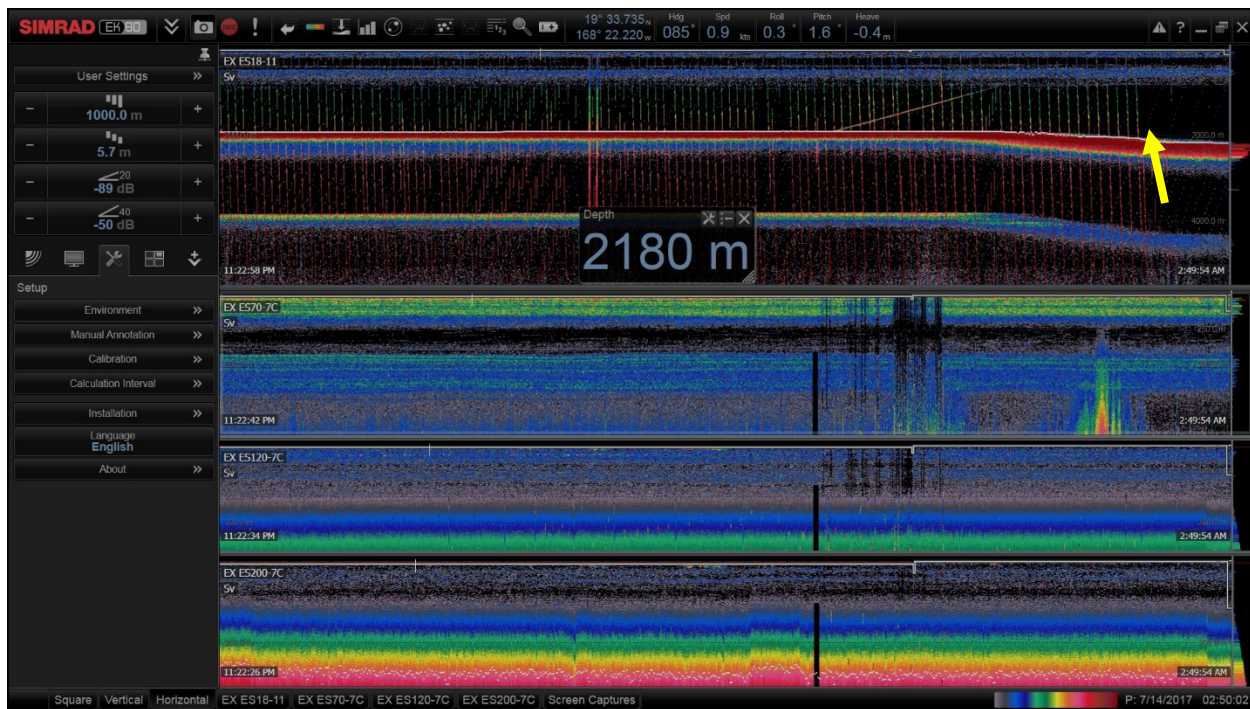 SIMRAD EK 80
19° 33.735 N
168° 22.220 W
Hdg
085°
Spd
0.9 kts
Roll
0.3 °
Pitch
1.6 °
Heave
-0.4 m
?
User Settings
- 1000.0 m +
- 5.7 m +
20
- -89 dB +
40
- -50 dB +
Setup
Environment
Manual Annotation
Calibration
Calculation Interval
Installation
Language
English
About
EX ES18-11
Sv
2000.0 m
4000.0 m
11:22:58 PM
2:49:54 AM
Depth
2180 m
EX ES70-7C
Sv
11:22:42 PM
2:49:54 AM
EX ES120-7C
Sv
11:22:34 PM
2:49:54 AM
EX ES200-7C
Sv
11:22:26 PM
2:49:54 AM
Square Vertical Horizontal EX ES18-11 EX ES70-7C EX ES120-7C EX ES200-7C Screen Captures
P: 7/14/2017 02:50:02